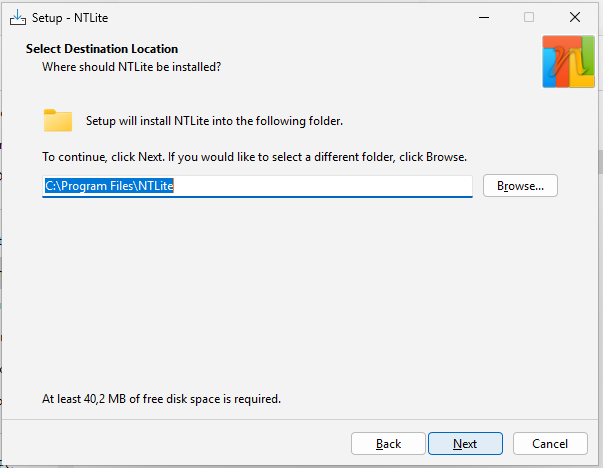 Setup - NTLite
Select Destination Location
Where should NTLite be installed?
Setup will install NTLite into the following folder.
To continue, click Next. If you would like to select a different folder, click Browse.
C:\Program Files\NTLite
Browse...
At least 40,2 MB of free disk space is required.
Back
Next
Cancel